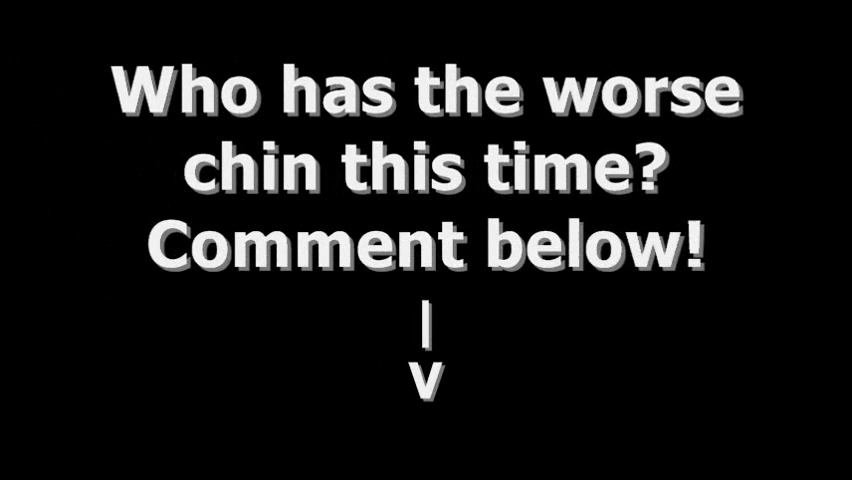 Who has the worse
chin this time?
Comment below!
|
v